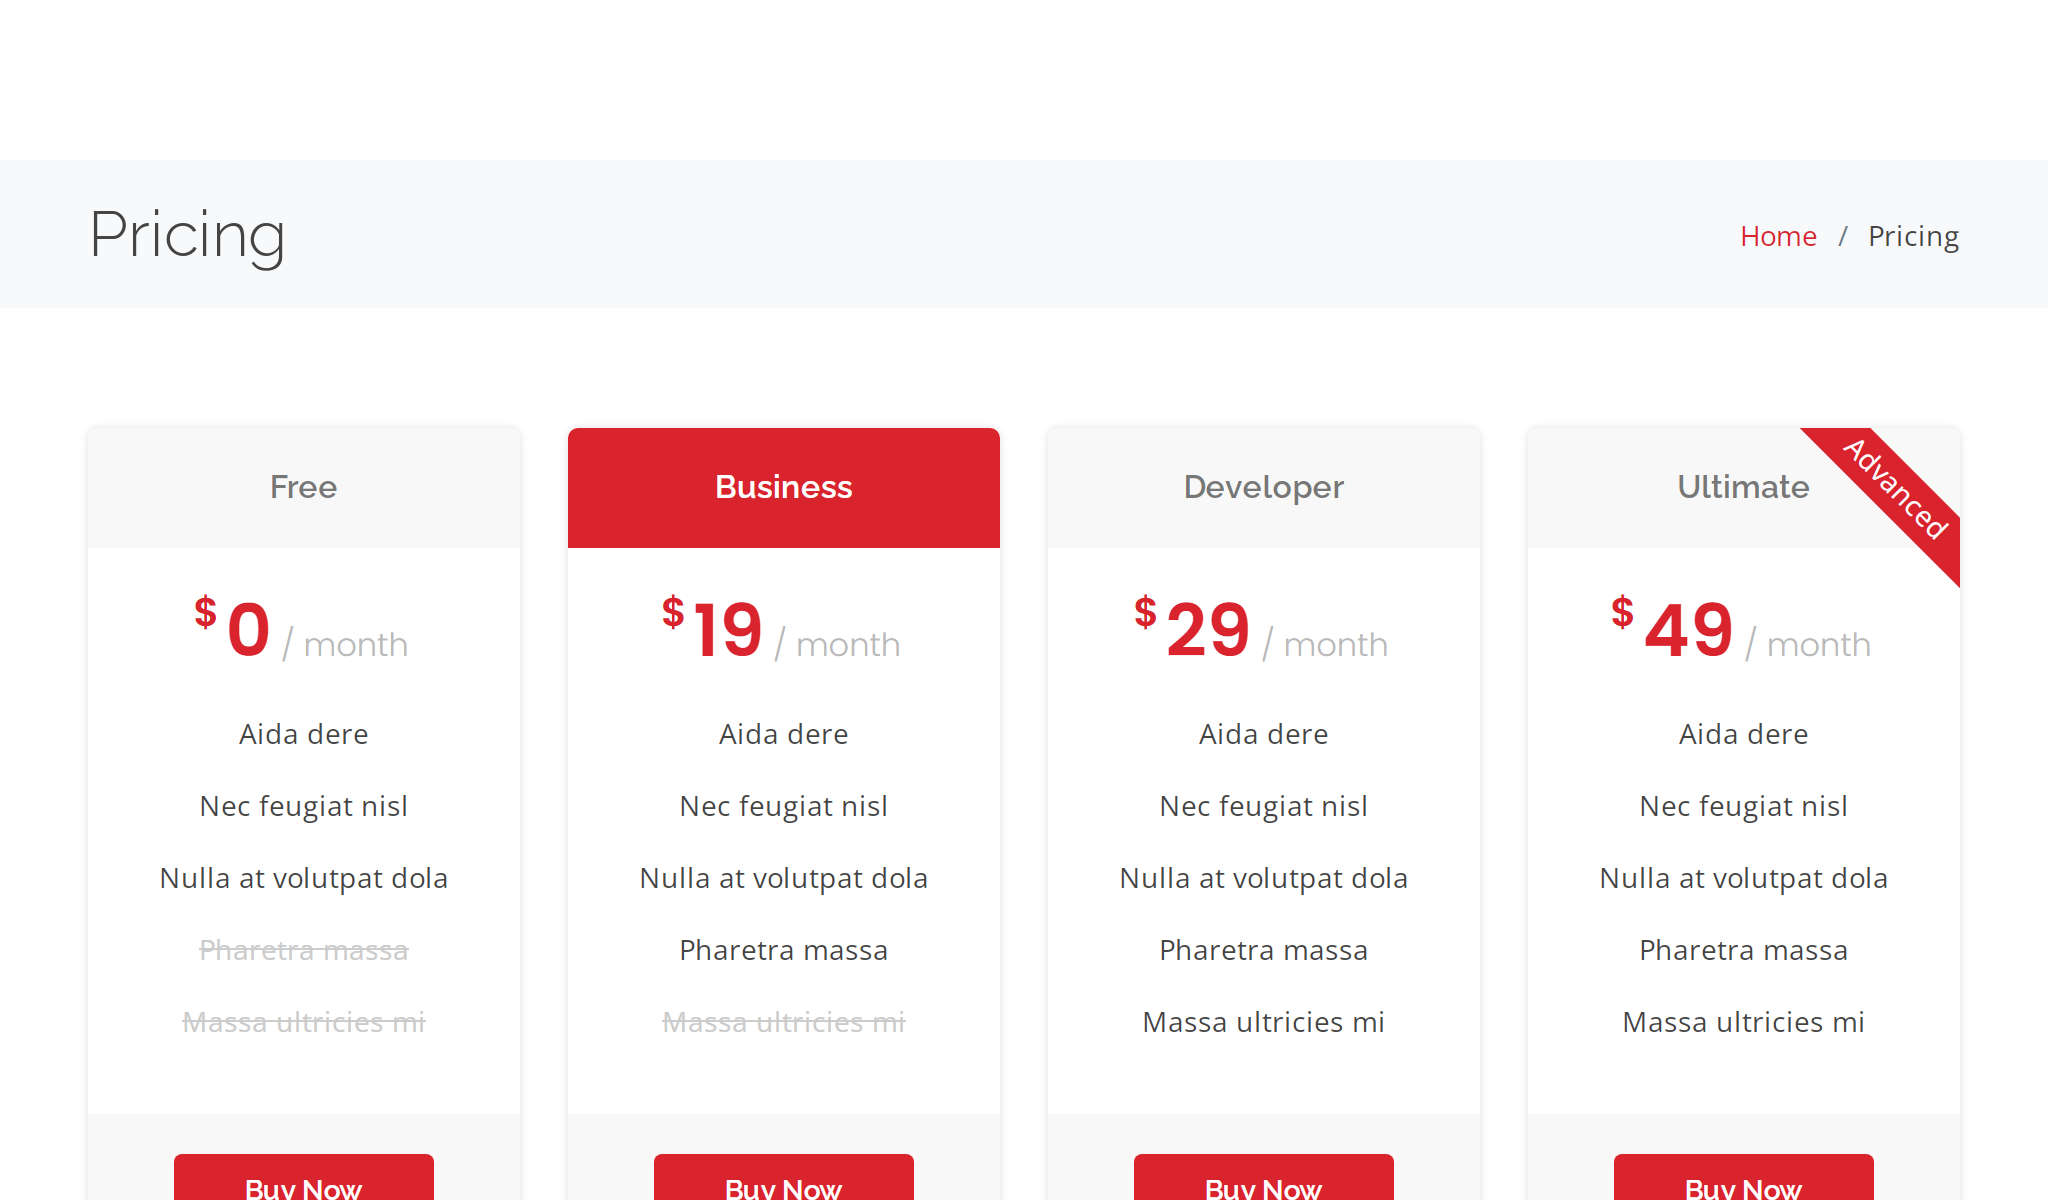 Pricing
Home / Pricing
Free
$0 / month
Aida dere
Nec feugiat nisl
Nulla at volutpat dola
Pharetra massa
Massa ultricies mi
Buy Now
Business
$19 / month
Aida dere
Nec feugiat nisl
Nulla at volutpat dola
Pharetra massa
Massa ultricies mi
Buy Now
Developer
$29 / month
Aida dere
Nec feugiat nisl
Nulla at volutpat dola
Pharetra massa
Massa ultricies mi
Buy Now
Advanced
Ultimate
$49 / month
Aida dere
Nec feugiat nisl
Nulla at volutpat dola
Pharetra massa
Massa ultricies mi
Buy Now